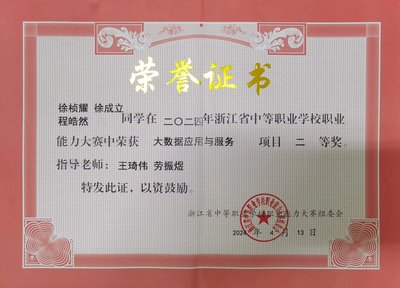 荣誉证书
徐桢耀 徐成立
程皓然 同学在二〇二四年浙江省中等职业学校职业
能力大赛中荣获 大数据应用与服务 项目 二 等奖。
指导老师： 王琦伟 劳振煜
特发此证，以资鼓励。
浙江省中等职业学校职业能力大赛组委会
2024 年 4 月 13 日